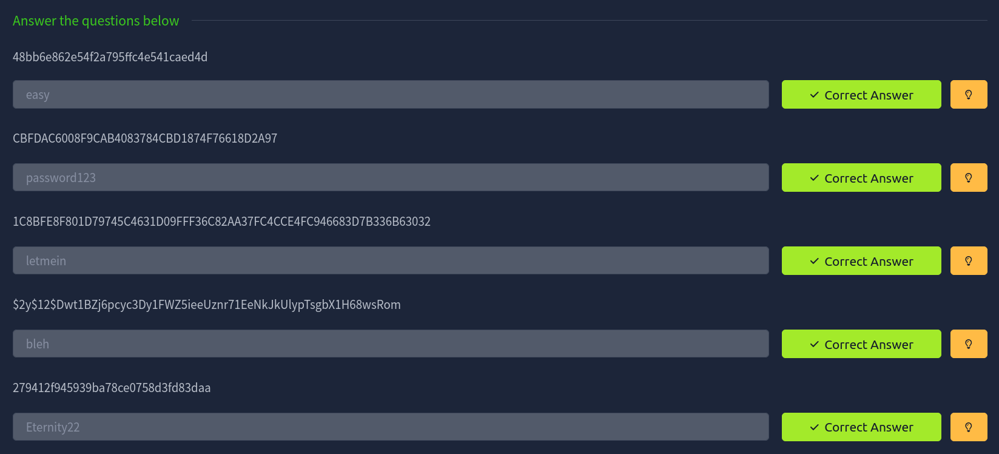 Answer the questions below
48bb6e862e54f2a795ffc4e541caed4d
easy
Correct Answer
CBFDAC6008F9CAB4083784CBD1874F76618D2A97
password123
Correct Answer
1C8BFE8F801D79745C4631D09FFF36C82AA37FC4CCE4FC946683D7B336B63032
letmein
Correct Answer
$2y$12$Dwt1BZj6pcyc3Dy1FWZ5ieeUznr71EeNkJkUlypTsgbX1H68wsRom
bleh
Correct Answer
279412f945939ba78ce0758d3fd83daa
Eternity22
Correct Answer